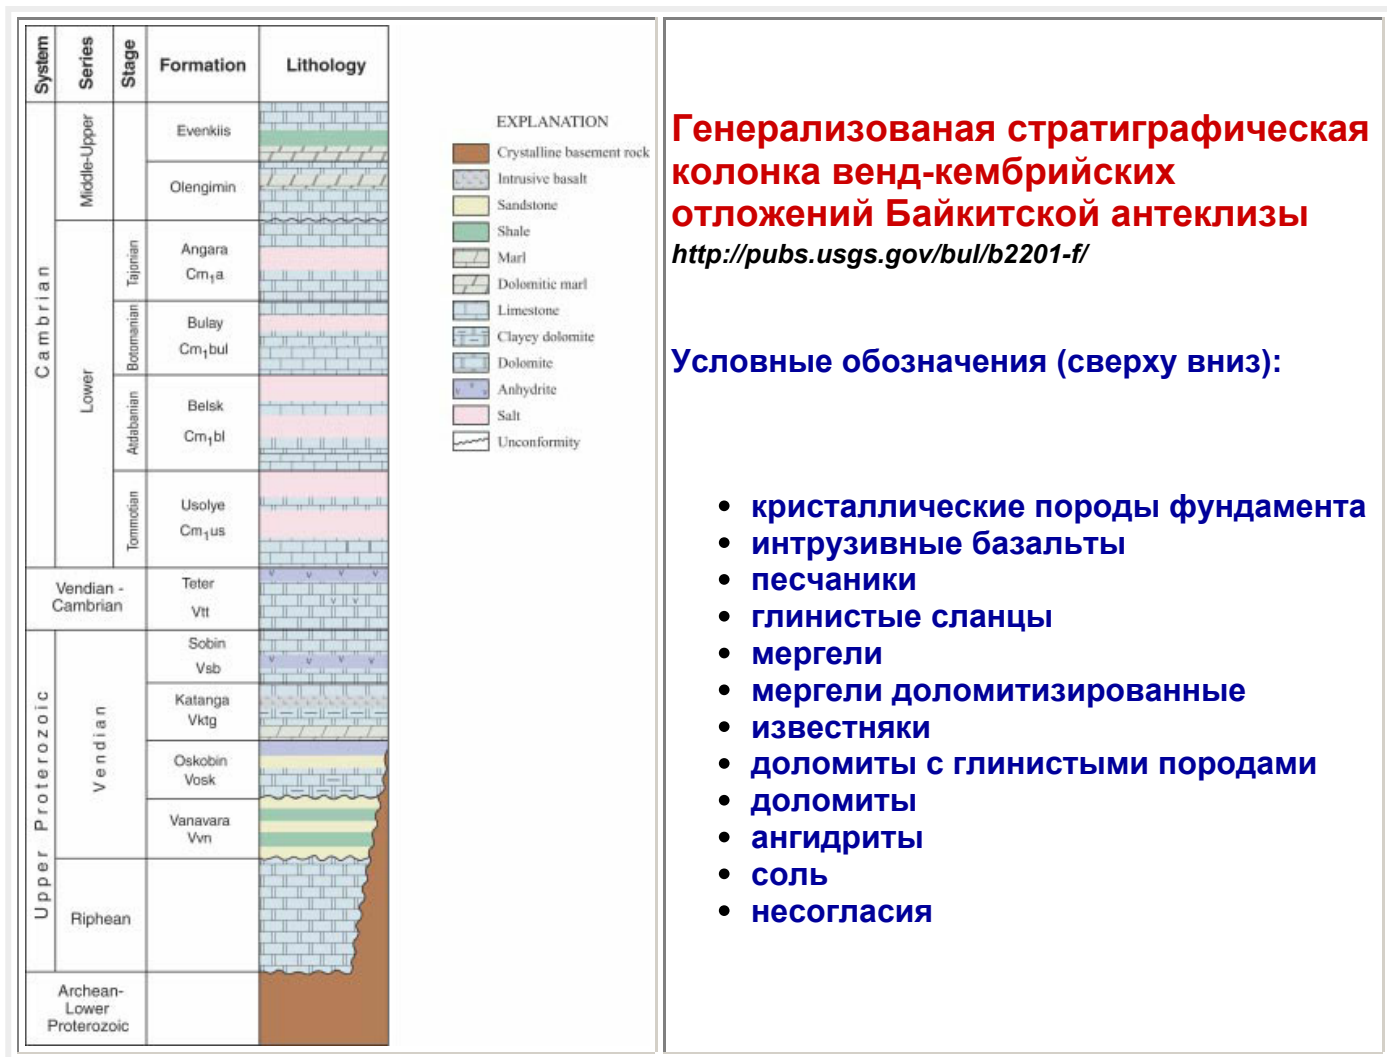 System
Series
Stage
Formation
Lithology
Cambrian
Middle-Upper
Evenkiis
Olengimin
Lower
Tajonian
Angara
Cm₁a
Botomanian
Bulay
Cm₁bul
Atdabanian
Belsk
Cm₁bl
Tommotian
Usolye
Cm₁us
Vendian -
Cambrian
Teter
Vtt
Upper Proterozoic
Vendian
Sobin
Vsb
Katanga
Vktg
Oskobin
Vosk
Vanavara
Vvn
Riphean
Archean-
Lower
Proterozoic
EXPLANATION
Crystalline basement rock
Intrusive basalt
Sandstone
Shale
Marl
Dolomitic marl
Limestone
Clayey dolomite
Dolomite
Anhydrite
Salt
Unconformity
Генерализованая стратиграфическая
колонка венд-кембрийских
отложений Байкитской антеклизы
http://pubs.usgs.gov/bul/b2201-f/
Условные обозначения (сверху вниз):
• кристаллические породы фундамента
• интрузивные базальты
• песчаники
• глинистые сланцы
• мергели
• мергели доломитизированные
• известняки
• доломиты с глинистыми породами
• доломиты
• ангидриты
• соль
• несогласия